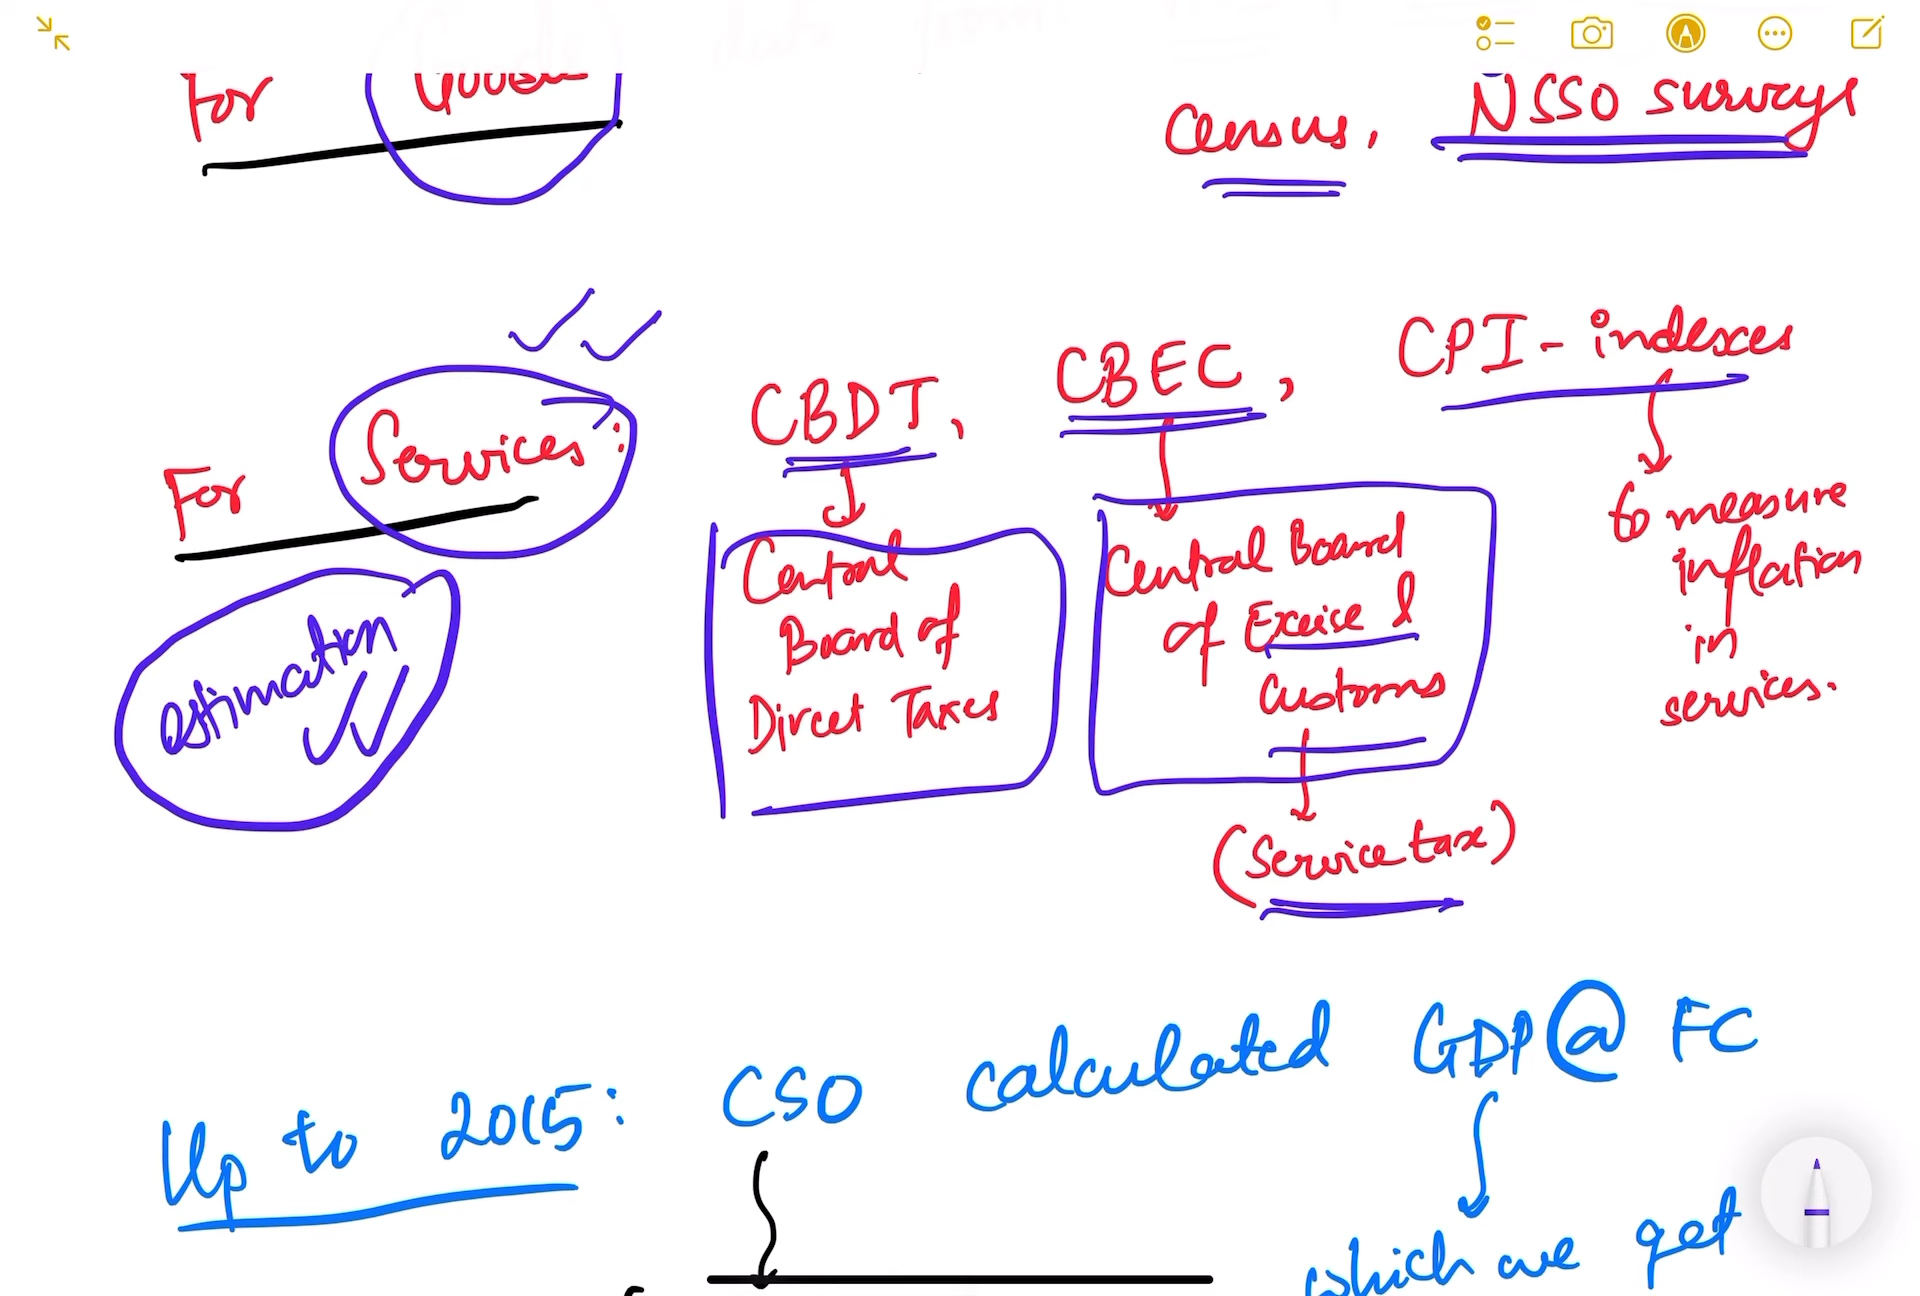 For Goods
Census, NSSO surveys
For Services: CBDT, CBEC, CPI - indexes
estimation
Central
Board of
Direct Taxes
Central Board
of Excise &
Customs
(Service tax)
to measure
inflation
in
services.
Up to 2015: CSO calculated GDP@ FC
which we get